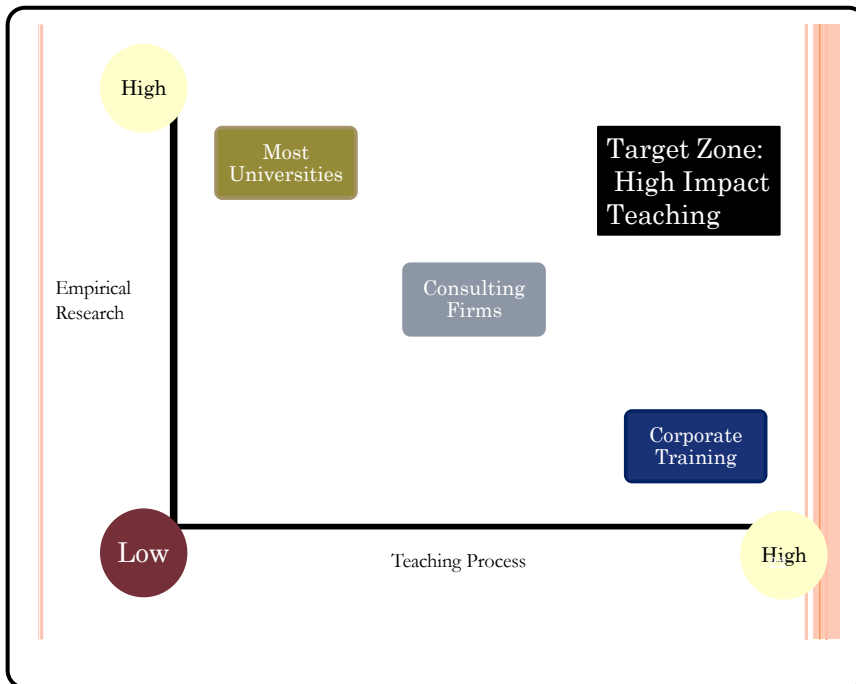 High
Most
Universities
Target Zone:
High Impact
Teaching
Empirical
Research
Consulting
Firms
Corporate
Training
Low
Teaching Process
High